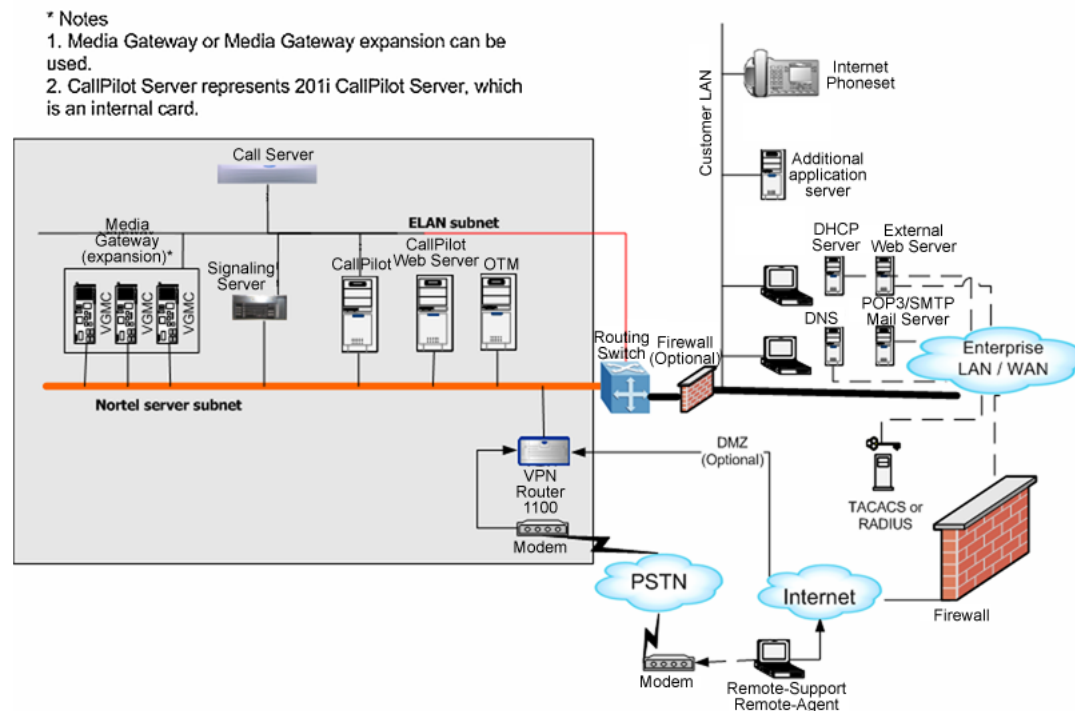 * Notes
1. Media Gateway or Media Gateway expansion can be
used.
2. CallPilot Server represents 201i CallPilot Server, which
is an internal card.
Customer LAN
Internet
Phoneset
Additional
application
server
Call Server
ELAN subnet
Media
Gateway
(expansion)*
VGMC
VGMC
VGMC
Signaling
Server
CallPilot
CallPilot
Web Server
OTM
DHCP
Server
External
Web Server
DNS
POP3/SMTP
Mail Server
Routing
Switch
Firewall
(Optional)
Enterprise
LAN / WAN
Nortel server subnet
VPN
Router
1100
Modem
DMZ
(Optional)
TACACS or
RADIUS
PSTN
Internet
Firewall
Modem
Remote-Support
Remote-Agent